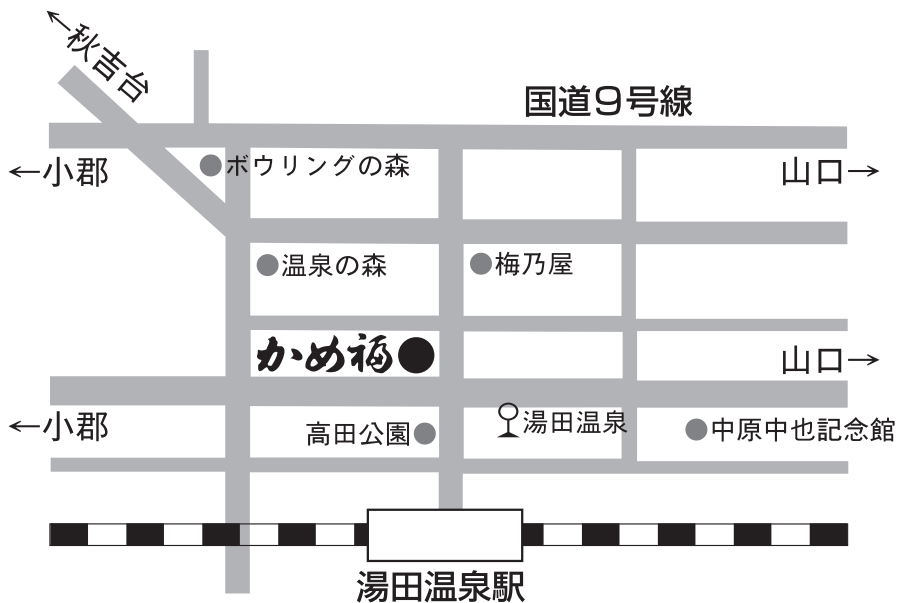 ←秋吉台
国道9号線
←小郡
ボウリングの森
山口→
温泉の森
梅乃屋
かめ福
山口→
←小郡
高田公園
湯田温泉
中原中也記念館
湯田温泉駅